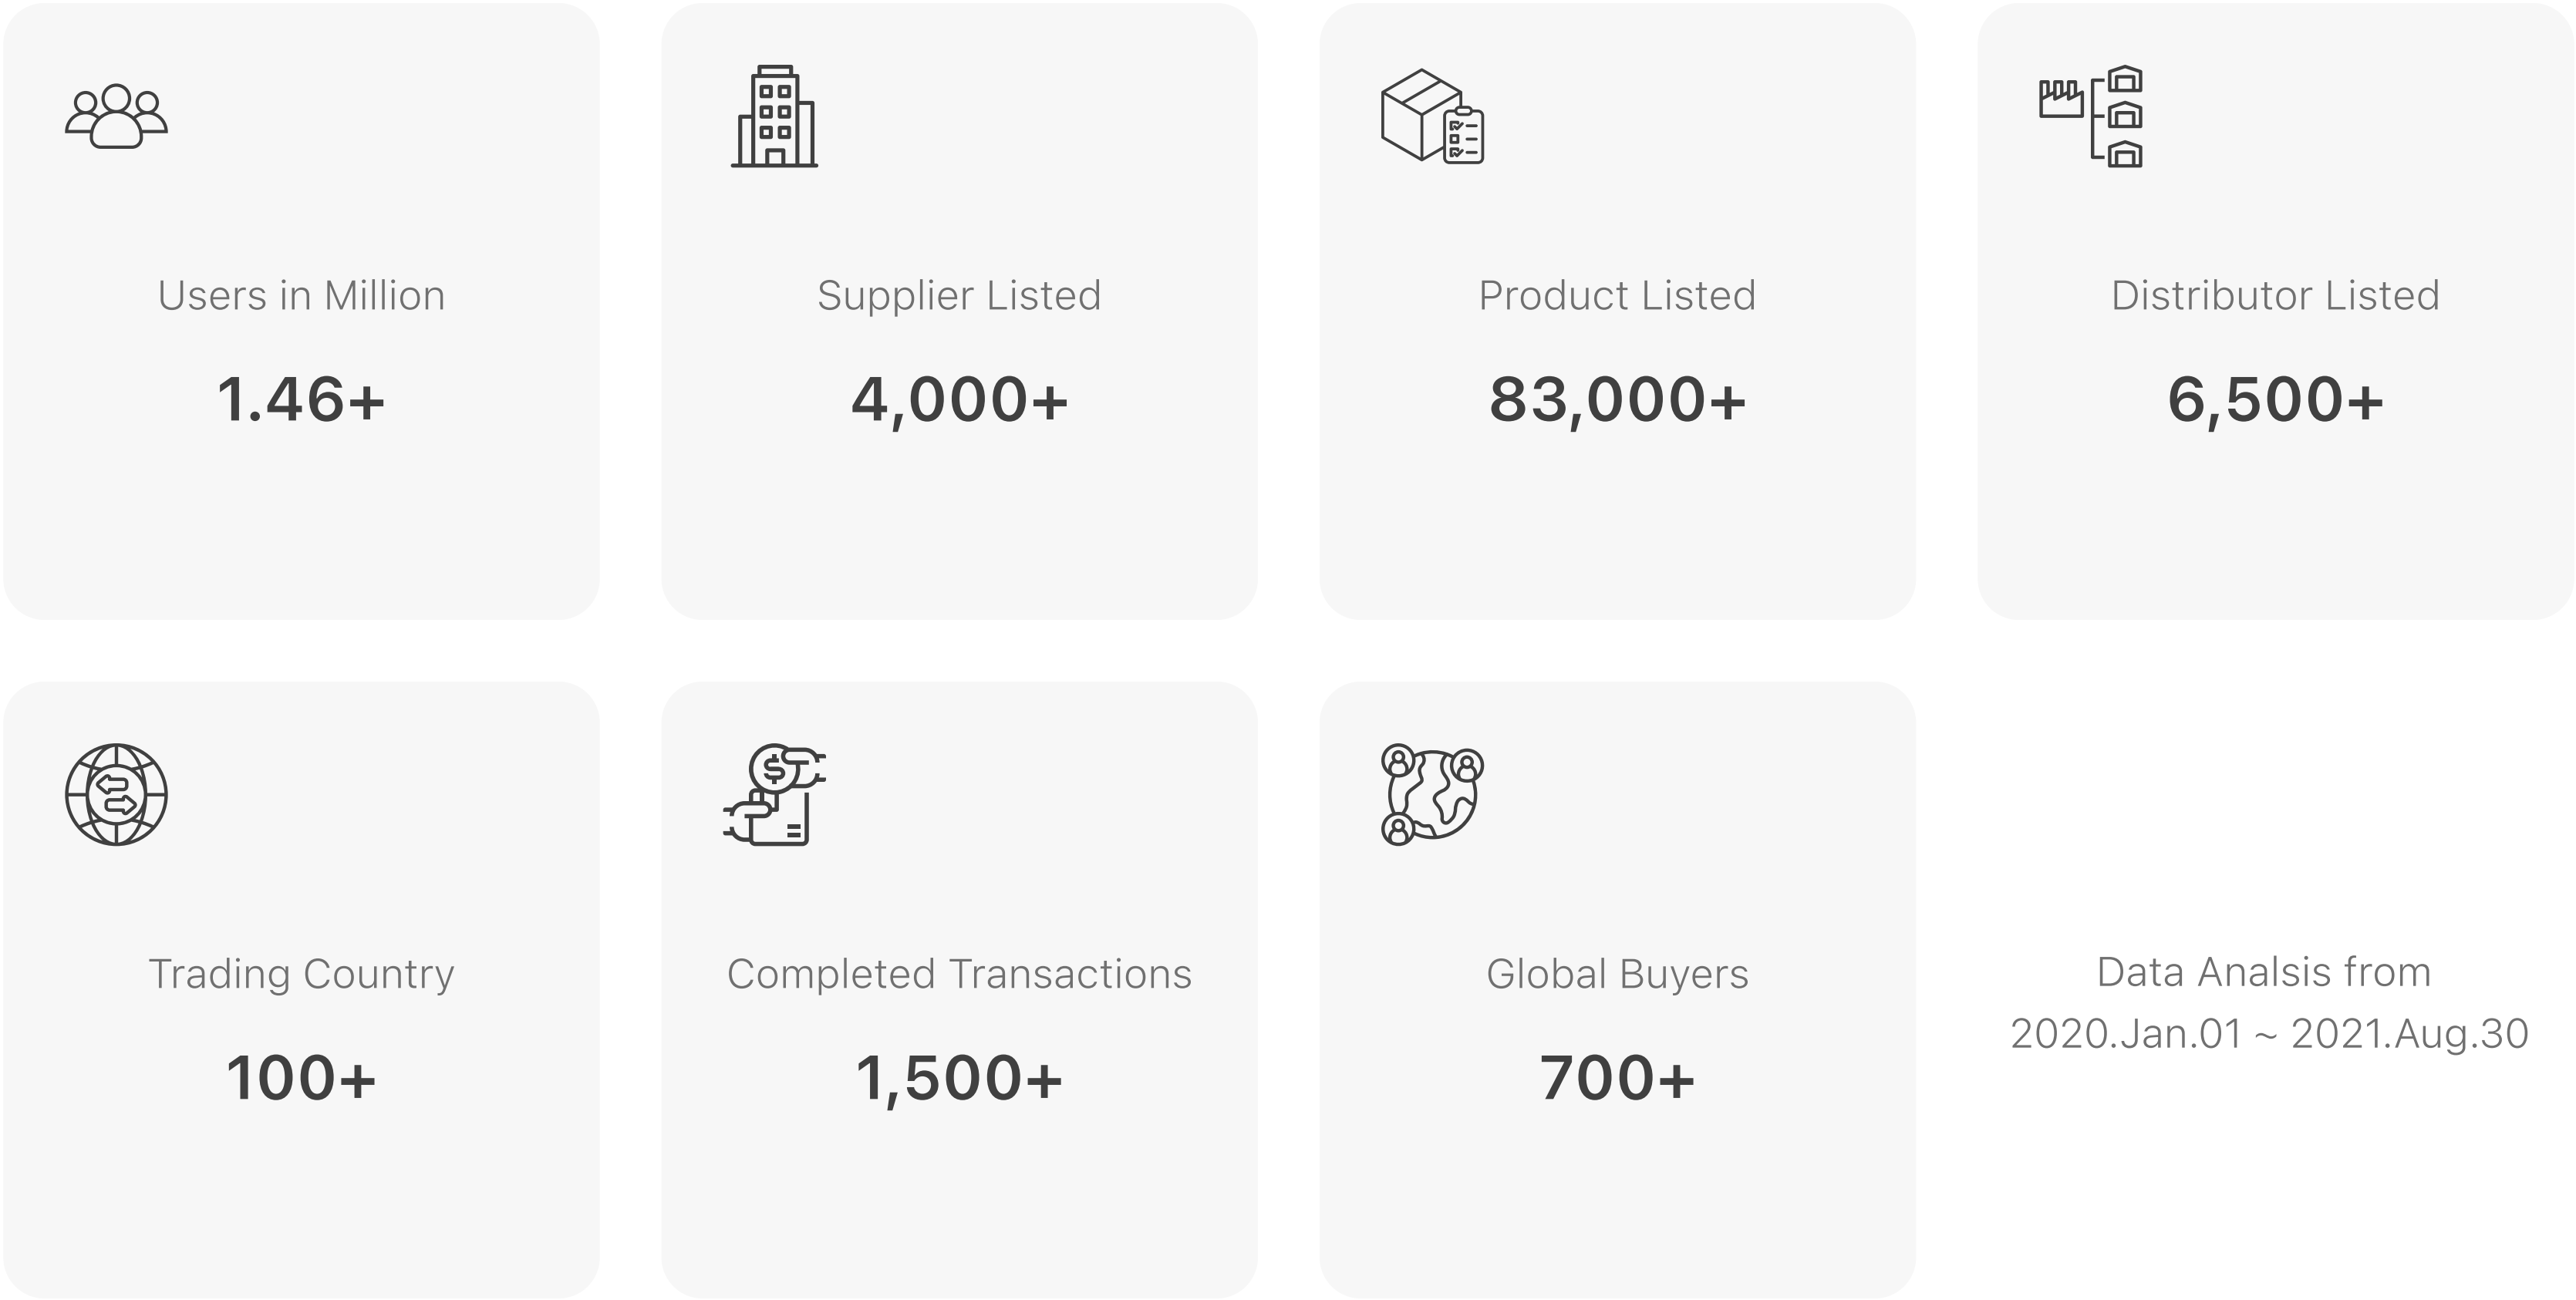 Users in Million
1.46+
Supplier Listed
4,000+
Product Listed
83,000+
Distributor Listed
6,500+
Trading Country
100+
Completed Transactions
1,500+
Global Buyers
700+
Data Analsis from
2020.Jan.01 ~ 2021.Aug.30